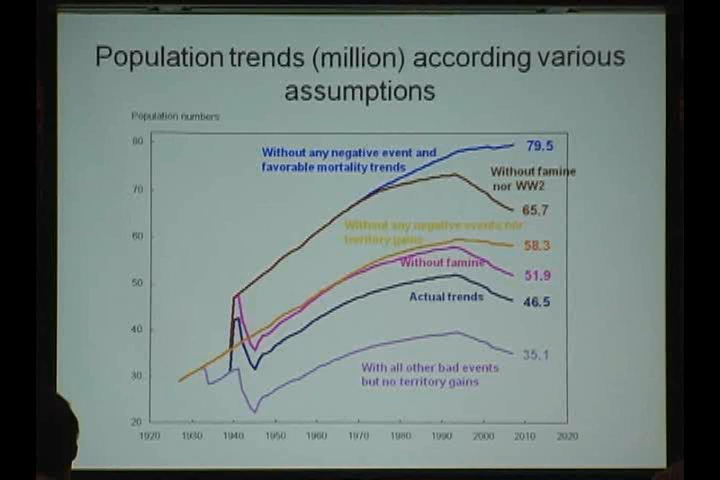 Population trends (million) according various
assumptions
Population numbers
80
70
60
50
40
30
20
1920
1930
1940
1950
1960
1970
1980
1990
2000
2010
2020
Without any negative event and
favorable mortality trends
79.5
Without famine
nor WW2
65.7
Without any negative events nor
territory gains
58.3
Without famine
51.9
Actual trends
46.5
With all other bad events
but no territory gains
35.1